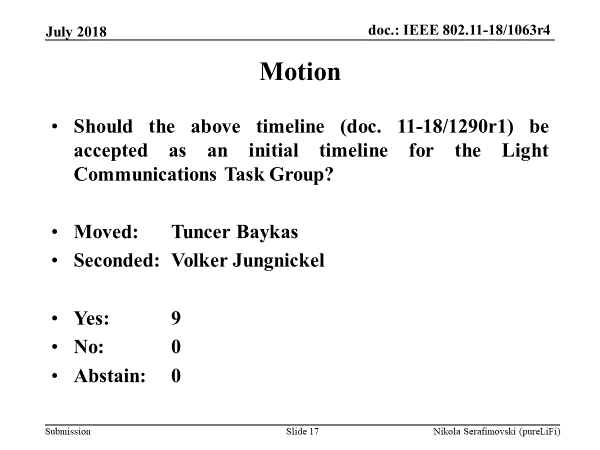 July 2018 doc.: IEEE 802.11-18/1063r4
Motion
• Should the above timeline (doc. 11-18/1290r1) be
accepted as an initial timeline for the Light
Communications Task Group?
• Moved: Tuncer Baykas
• Seconded: Volker Jungnickel
• Yes: 9
• No: 0
• Abstain: 0
Submission Slide 17 Nikola Serafimovski (pureLiFi)